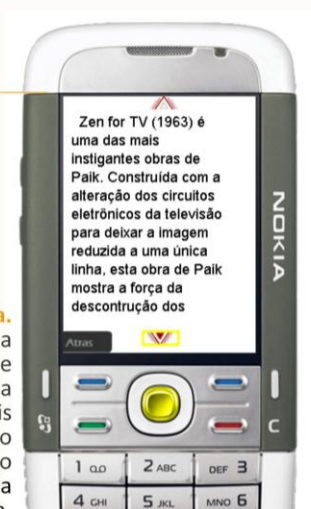 Zen for TV (1963) é
uma das mais
instigantes obras de
Paik. Construída com a
alteração dos circuitos
eletrônicos da televisão
para deixar a imagem
reduzida a uma única
linha, esta obra de Paik
mostra a força da
descontrução dos
Atras
NOKIA
C
1
2 ABC
DEF 3
4 GHI
5 JKL
MNO 6
a.
a
e
a
is
o
o
a